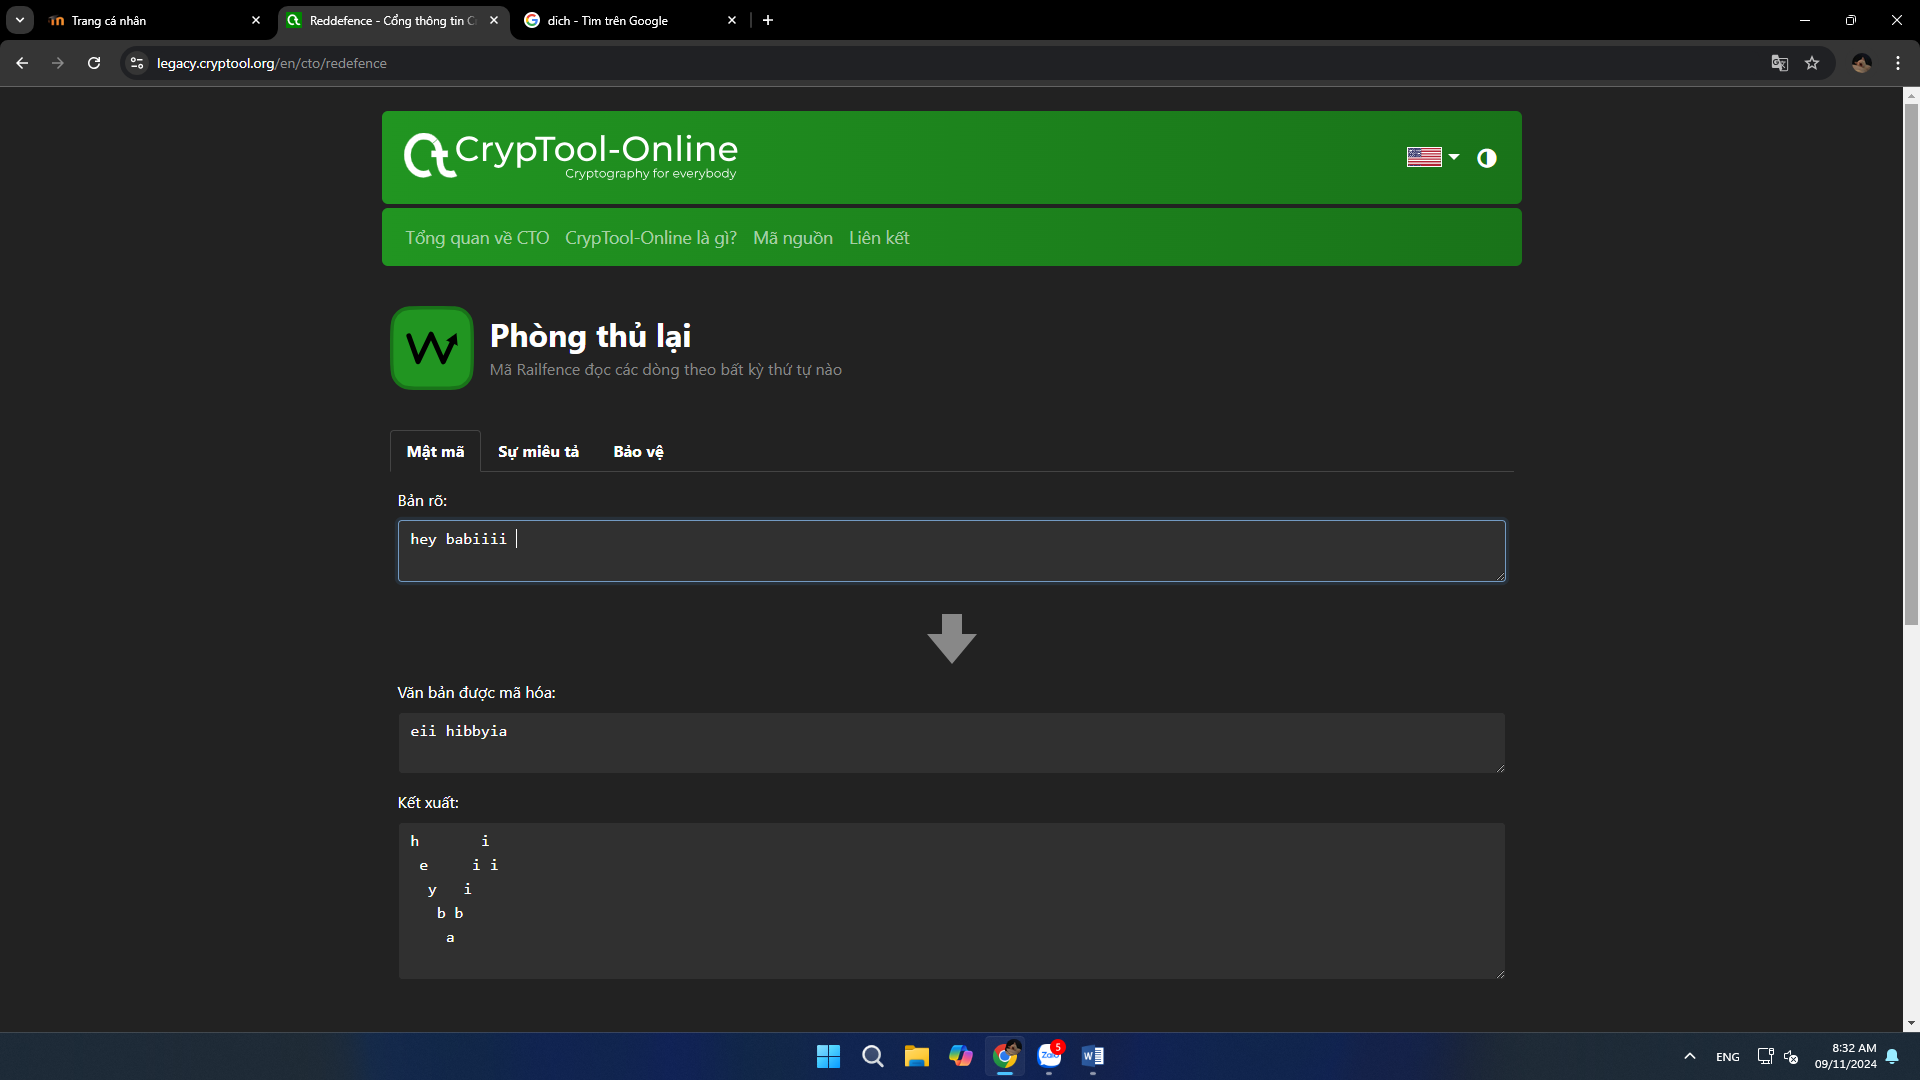 Trang cá nhân
Reddefence - Cổng thông tin C
dich - Tìm trên Google
legacy.cryptool.org/en/cto/redefence
CrypTool-Online
Cryptography for everybody
Tổng quan về CTO CrypTool-Online là gì? Mã nguồn Liên kết
Phòng thủ lại
Mã Railfence đọc các dòng theo bất kỳ thứ tự nào
Mật mã Sự miêu tả Bảo vệ
Bản rõ:
hey babiiii
Văn bản được mã hóa:
eii hibbyia
Kết xuất:
h       i
 e     i i
  y   i
   b b
    a
Zalo 5
ENG
8:32 AM
09/11/2024